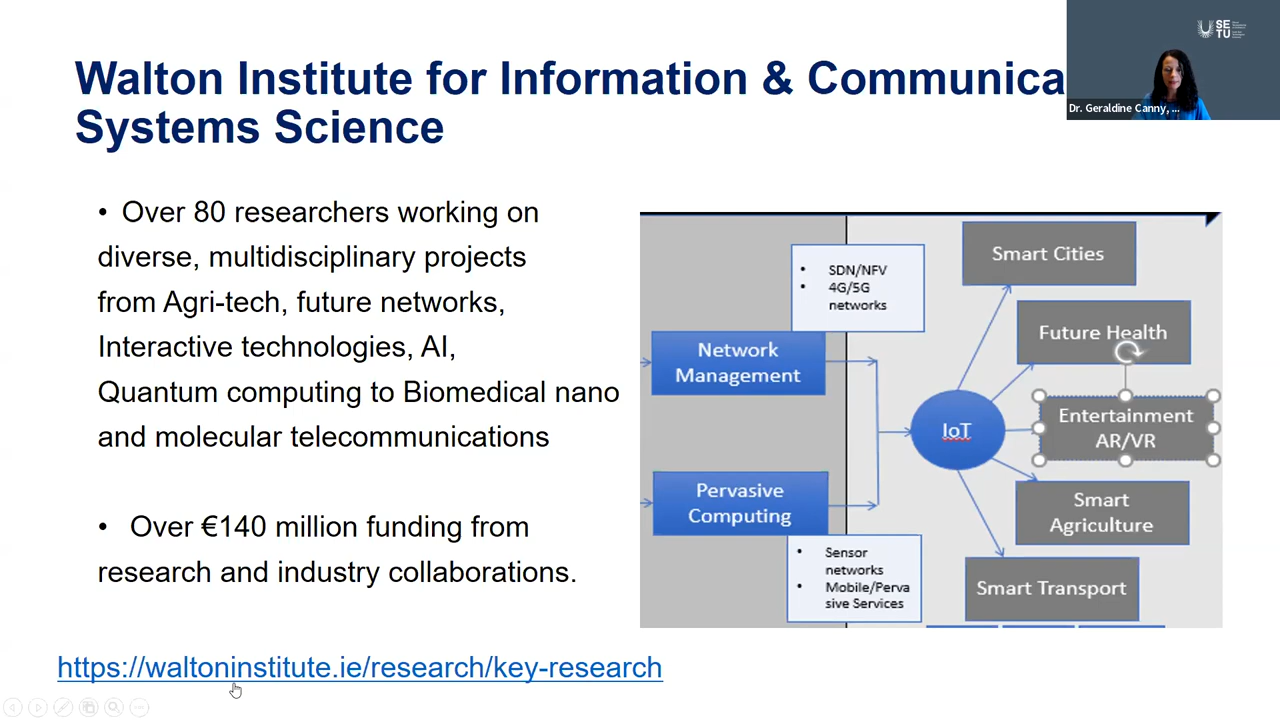 Walton Institute for Information & Communica
Systems Science
SE
TU
Dr. Geraldine Canny, ...
• Over 80 researchers working on
diverse, multidisciplinary projects
from Agri-tech, future networks,
Interactive technologies, AI,
Quantum computing to Biomedical nano
and molecular telecommunications
• Over €140 million funding from
research and industry collaborations.
https://waltoninstitute.ie/research/key-research
• SDN/NFV
• 4G/5G
networks
Network
Management
Pervasive
Computing
• Sensor
networks
• Mobile/Perva
sive Services
IoT
Smart Cities
Future Health
Entertainment
AR/VR
Smart
Agriculture
Smart Transport